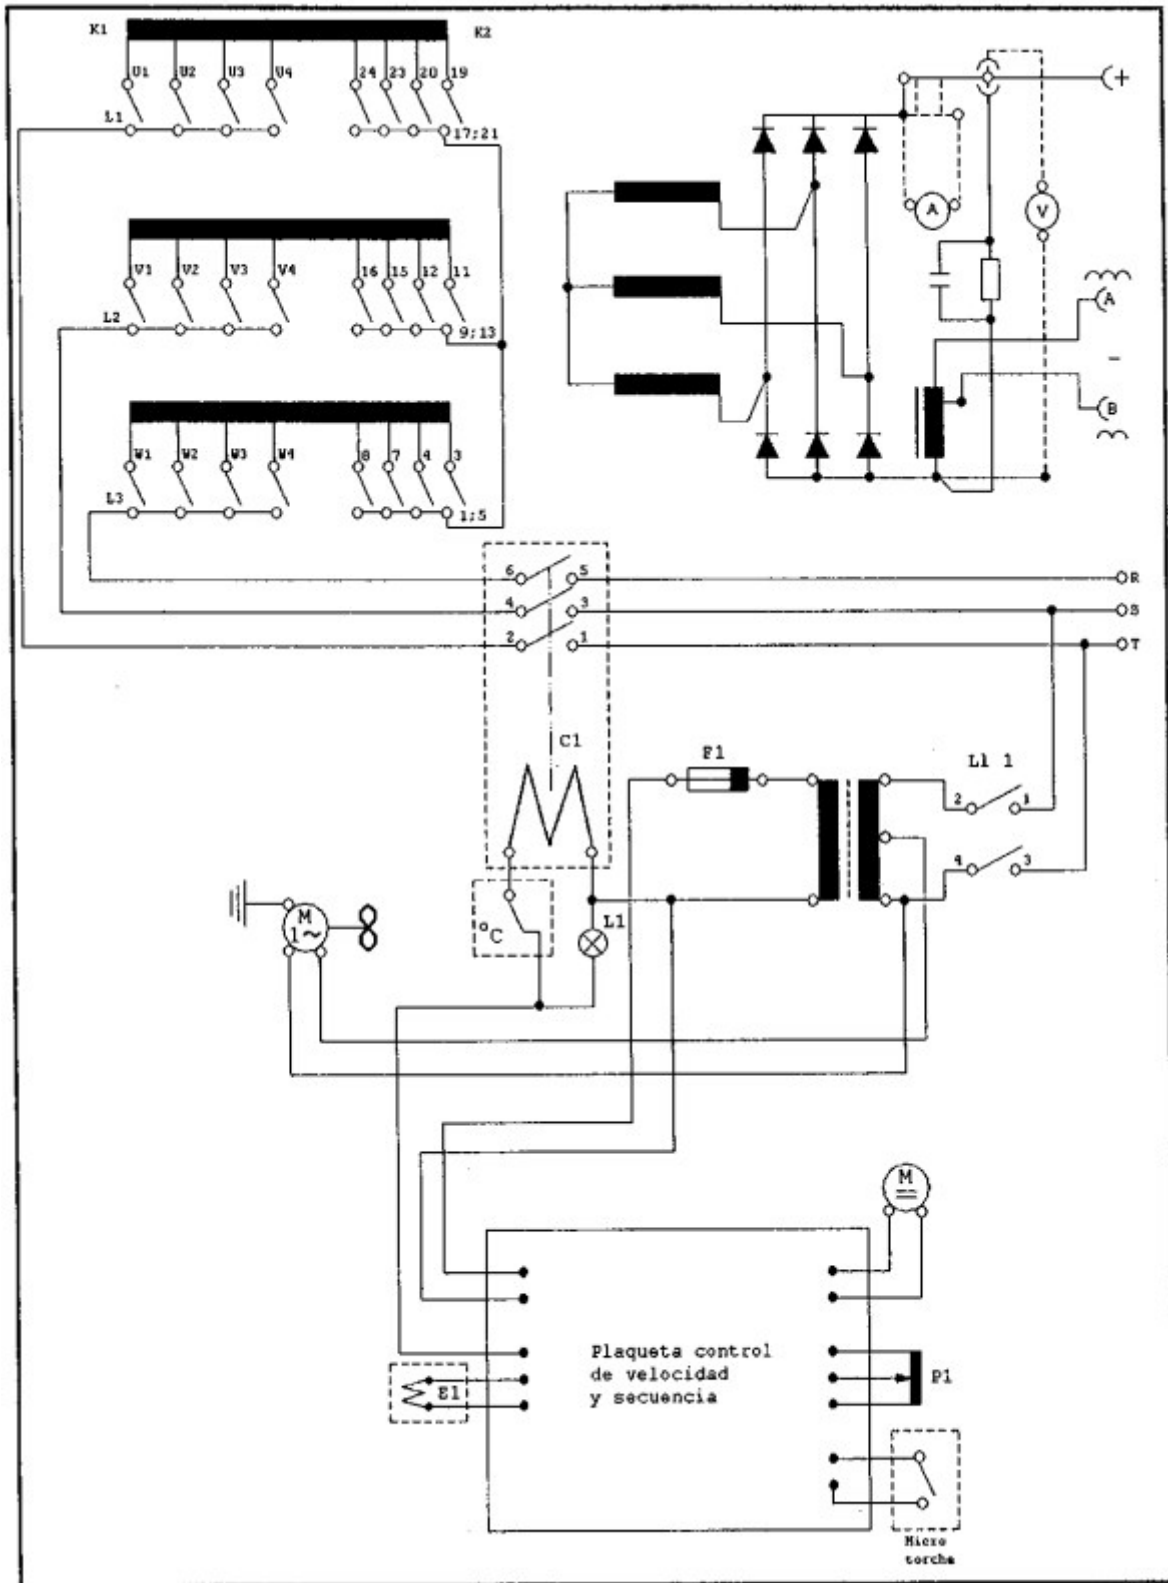 K1 K2
U1 U2 U3 U4 24 23 20 19
L1 17;21
V1 V2 V3 V4 16 15 12 11
L2 9;13
W1 W2 W3 W4 8 7 4 3
L3 1;5
+
A V
A
-
B
6 5 R
4 3 S
2 1 T
C1
F1
Ll 1
2 1
4 3
M
1~
°C
L1
M
Plaqueta control
de velocidad
y secuencia
E1
P1
Micro
torcha